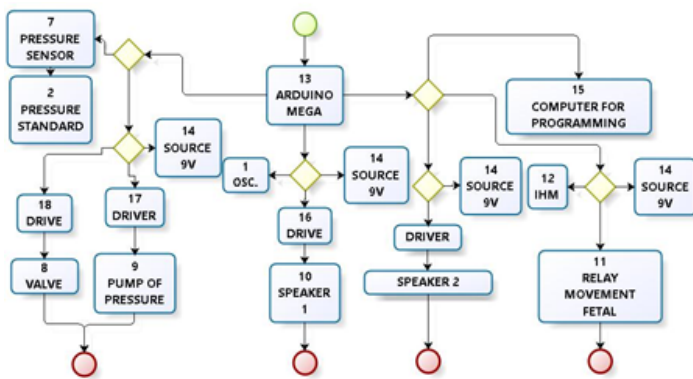 7
PRESSURE
SENSOR
2
PRESSURE
STANDARD
14
SOURCE
9V
18
DRIVE
17
DRIVER
8
VALVE
9
PUMP OF
PRESSURE
13
ARDUINO
MEGA
1
OSC.
14
SOURCE
9V
16
DRIVE
10
SPEAKER
1
15
COMPUTER FOR
PROGRAMMING
14
SOURCE
9V
DRIVER
SPEAKER 2
12
IHM
14
SOURCE
9V
11
RELAY
MOVEMENT
FETAL